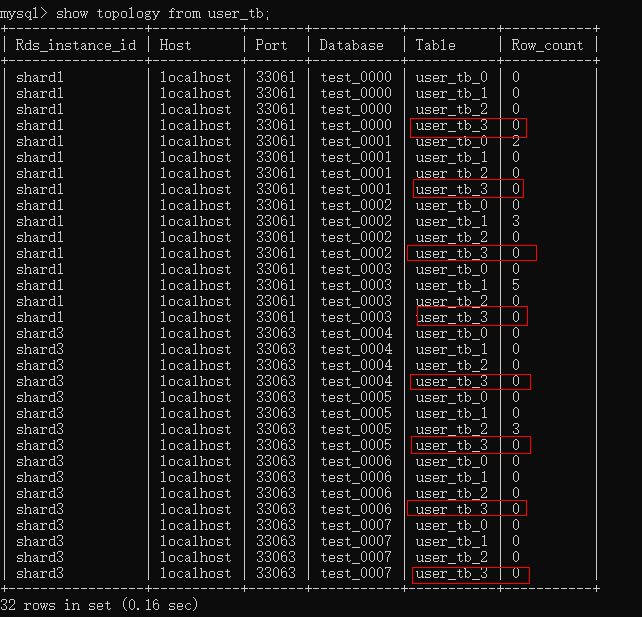 mysql> show topology from user_tb;
+-----------------+-----------+-------+-----------+-----------+-----------+
| Rds_instance_id | Host      | Port  | Database  | Table     | Row_count |
+-----------------+-----------+-------+-----------+-----------+-----------+
| shard1          | localhost | 33061 | test_0000 | user_tb_0 | 0         |
| shard1          | localhost | 33061 | test_0000 | user_tb_1 | 0         |
| shard1          | localhost | 33061 | test_0000 | user_tb_2 | 0         |
| shard1          | localhost | 33061 | test_0000 | user_tb_3 | 0         |
| shard1          | localhost | 33061 | test_0001 | user_tb_0 | 2         |
| shard1          | localhost | 33061 | test_0001 | user_tb_1 | 0         |
| shard1          | localhost | 33061 | test_0001 | user_tb_2 | 0         |
| shard1          | localhost | 33061 | test_0001 | user_tb_3 | 0         |
| shard1          | localhost | 33061 | test_0002 | user_tb_0 | 0         |
| shard1          | localhost | 33061 | test_0002 | user_tb_1 | 3         |
| shard1          | localhost | 33061 | test_0002 | user_tb_2 | 0         |
| shard1          | localhost | 33061 | test_0002 | user_tb_3 | 0         |
| shard1          | localhost | 33061 | test_0003 | user_tb_0 | 0         |
| shard1          | localhost | 33061 | test_0003 | user_tb_1 | 5         |
| shard1          | localhost | 33061 | test_0003 | user_tb_2 | 0         |
| shard1          | localhost | 33061 | test_0003 | user_tb_3 | 0         |
| shard3          | localhost | 33063 | test_0004 | user_tb_0 | 0         |
| shard3          | localhost | 33063 | test_0004 | user_tb_1 | 0         |
| shard3          | localhost | 33063 | test_0004 | user_tb_2 | 0         |
| shard3          | localhost | 33063 | test_0004 | user_tb_3 | 0         |
| shard3          | localhost | 33063 | test_0005 | user_tb_0 | 0         |
| shard3          | localhost | 33063 | test_0005 | user_tb_1 | 0         |
| shard3          | localhost | 33063 | test_0005 | user_tb_2 | 3         |
| shard3          | localhost | 33063 | test_0005 | user_tb_3 | 0         |
| shard3          | localhost | 33063 | test_0006 | user_tb_0 | 0         |
| shard3          | localhost | 33063 | test_0006 | user_tb_1 | 0         |
| shard3          | localhost | 33063 | test_0006 | user_tb_2 | 0         |
| shard3          | localhost | 33063 | test_0006 | user_tb_3 | 0         |
| shard3          | localhost | 33063 | test_0007 | user_tb_0 | 0         |
| shard3          | localhost | 33063 | test_0007 | user_tb_1 | 0         |
| shard3          | localhost | 33063 | test_0007 | user_tb_2 | 0         |
| shard3          | localhost | 33063 | test_0007 | user_tb_3 | 0         |
+-----------------+-----------+-------+-----------+-----------+-----------+
32 rows in set (0.16 sec)